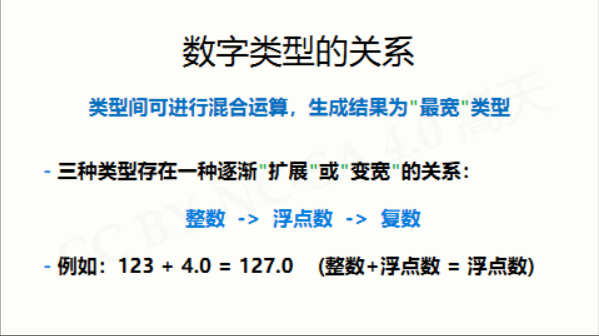 数字类型的关系
类型间可进行混合运算，生成结果为"最宽"类型
- 三种类型存在一种逐渐"扩展"或"变宽"的关系：
整数 -> 浮点数 -> 复数
- 例如：123 + 4.0 = 127.0 (整数+浮点数 = 浮点数)
CC BY-NC-SA 4.0 嵩天